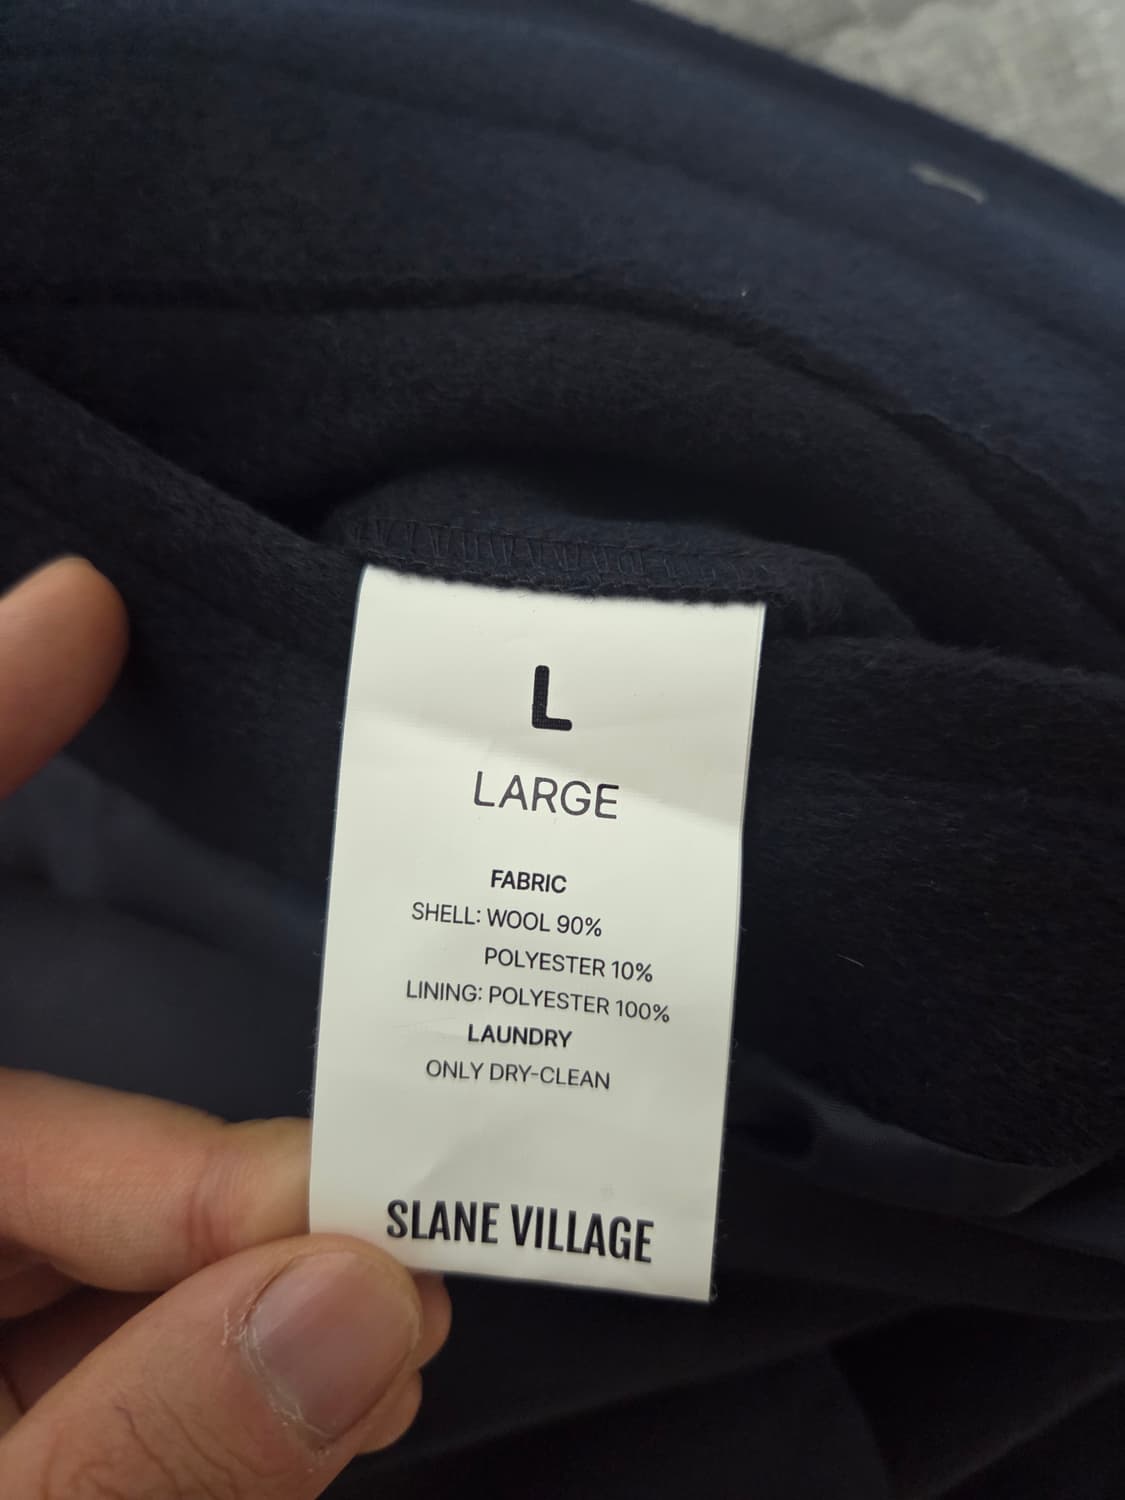 L
LARGE
FABRIC
SHELL: WOOL 90%
POLYESTER 10%
LINING: POLYESTER 100%
LAUNDRY
ONLY DRY-CLEAN
SLANE VILLAGE